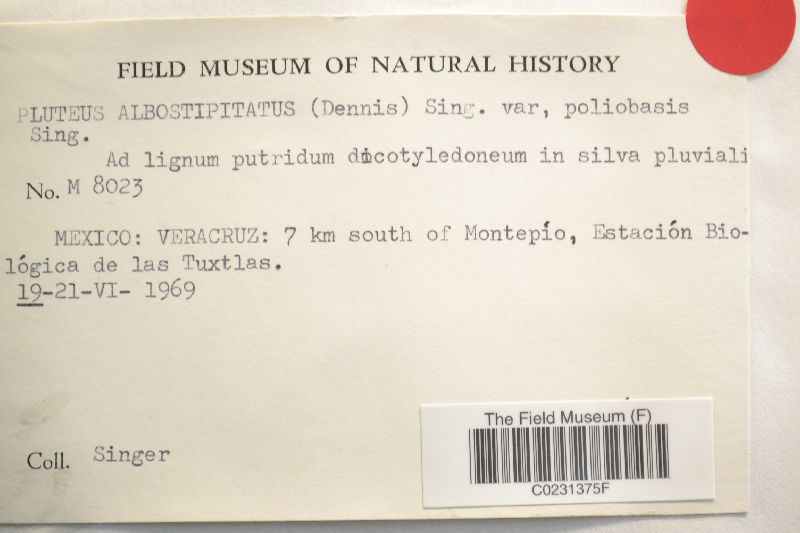 FIELD MUSEUM OF NATURAL HISTORY
PLUTEUS ALBOSTIPITATUS (Dennis) Sing. var, poliobasis
Sing.
Ad lignum putridum dicotyledoneum in silva pluviali
No. M 8023
MEXICO: VERACRUZ: 7 km south of Montepío, Estación Bio-
lógica de las Tuxtlas.
19-21-VI- 1969
Coll. Singer
The Field Museum (F)
C0231375F